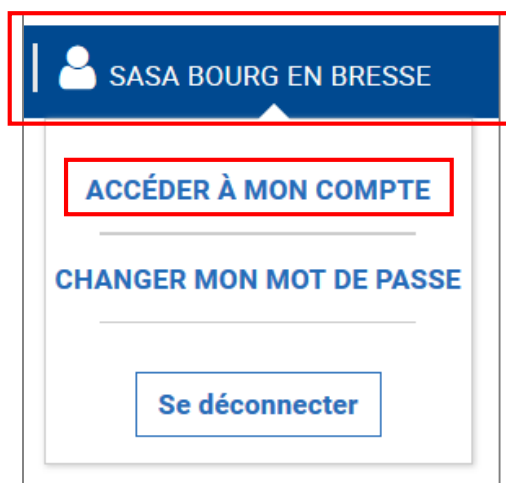 SASA BOURG EN BRESSE
ACCÉDER À MON COMPTE
CHANGER MON MOT DE PASSE
Se déconnecter